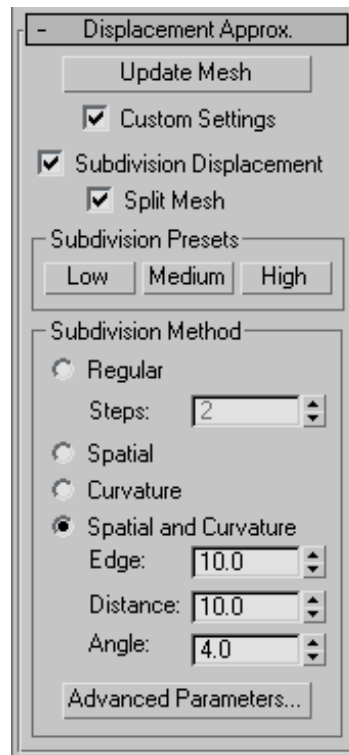 - Displacement Approx.
Update Mesh
Custom Settings
Subdivision Displacement
Split Mesh
Subdivision Presets
Low Medium High
Subdivision Method
Regular
Steps: 2
Spatial
Curvature
Spatial and Curvature
Edge: 10.0
Distance: 10.0
Angle: 4.0
Advanced Parameters...